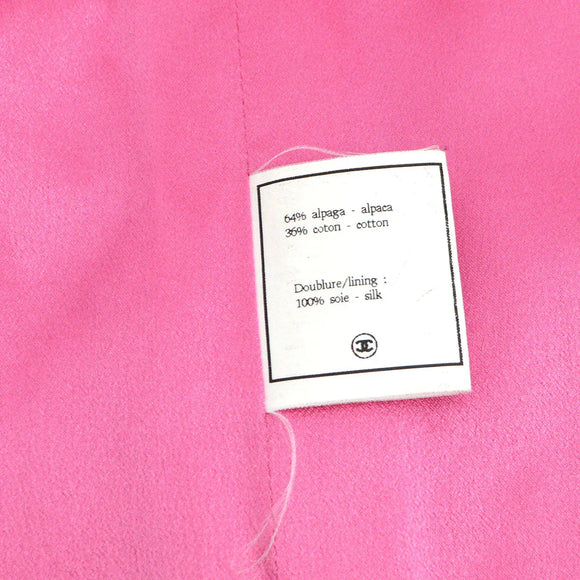 64% alpaga - alpaca
36% coton - cotton
Doublure/lining :
100% soie - silk